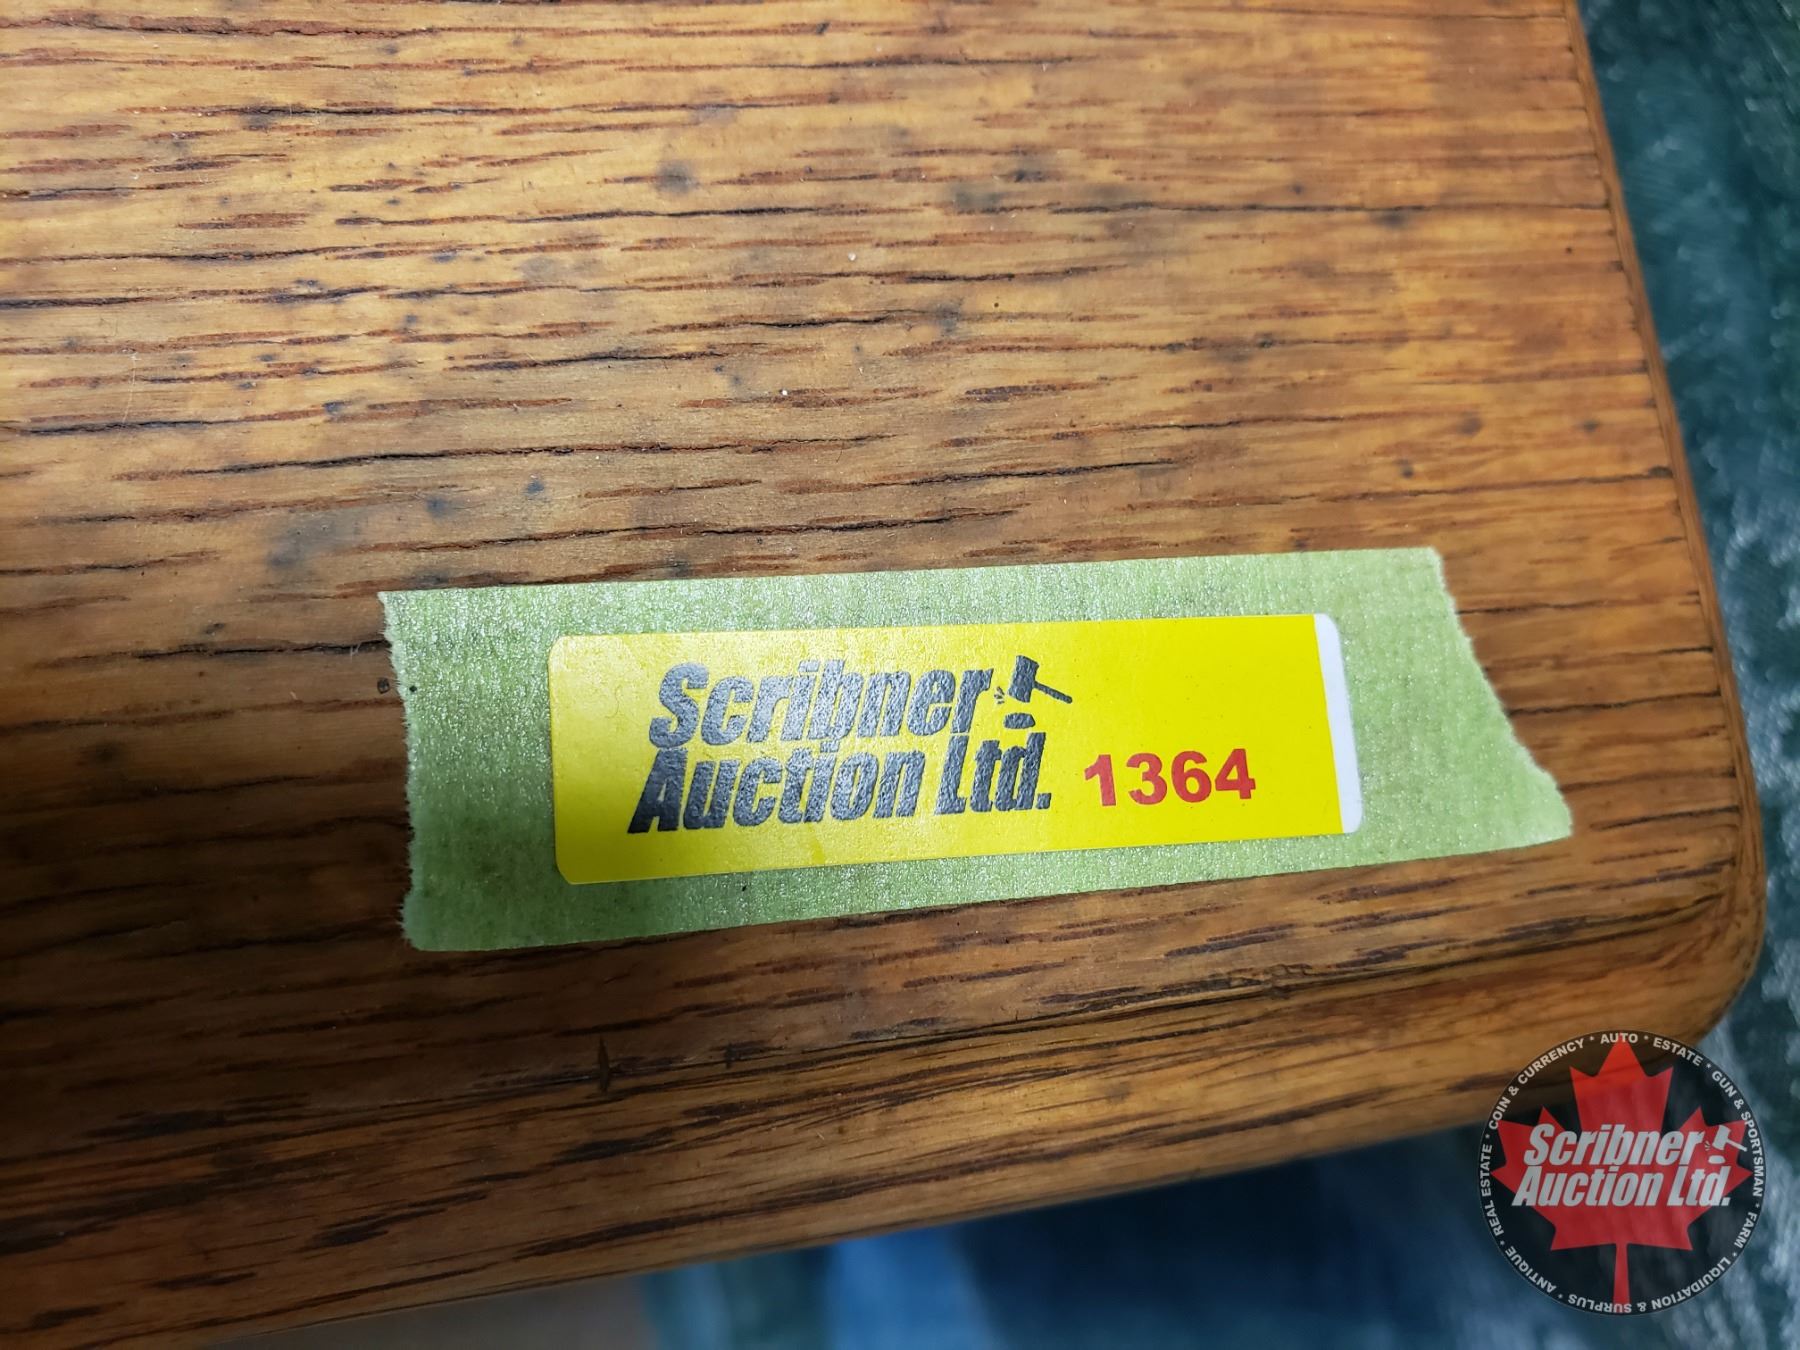 Scribner
Auction Ltd. 1364
ANTIQUE * REAL ESTATE * COIN & CURRENCY * AUTO * ESTATE * GUN & SPORTSMAN * FARM * LIQUIDATION & SURPLUS *
Scribner
Auction Ltd.